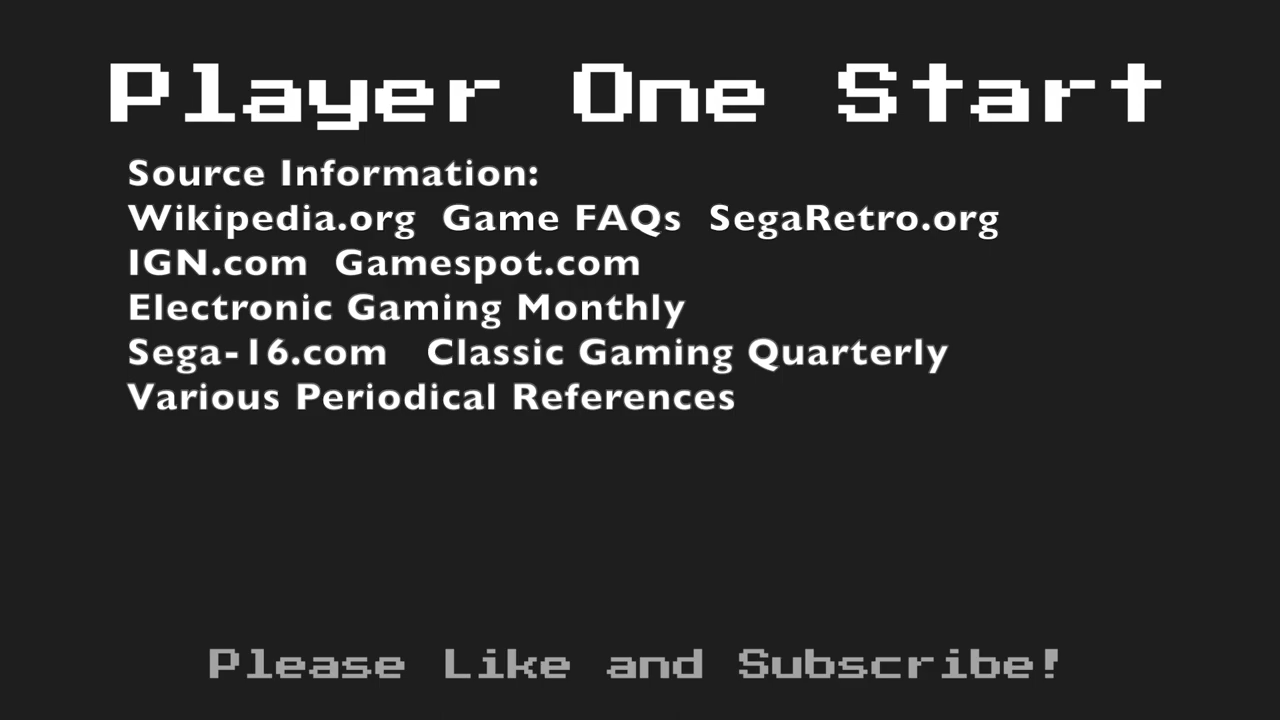 Player One Start
Source Information:
Wikipedia.org  Game FAQs  SegaRetro.org
IGN.com  Gamespot.com
Electronic Gaming Monthly
Sega-16.com   Classic Gaming Quarterly
Various Periodical References
Please Like and Subscribe!